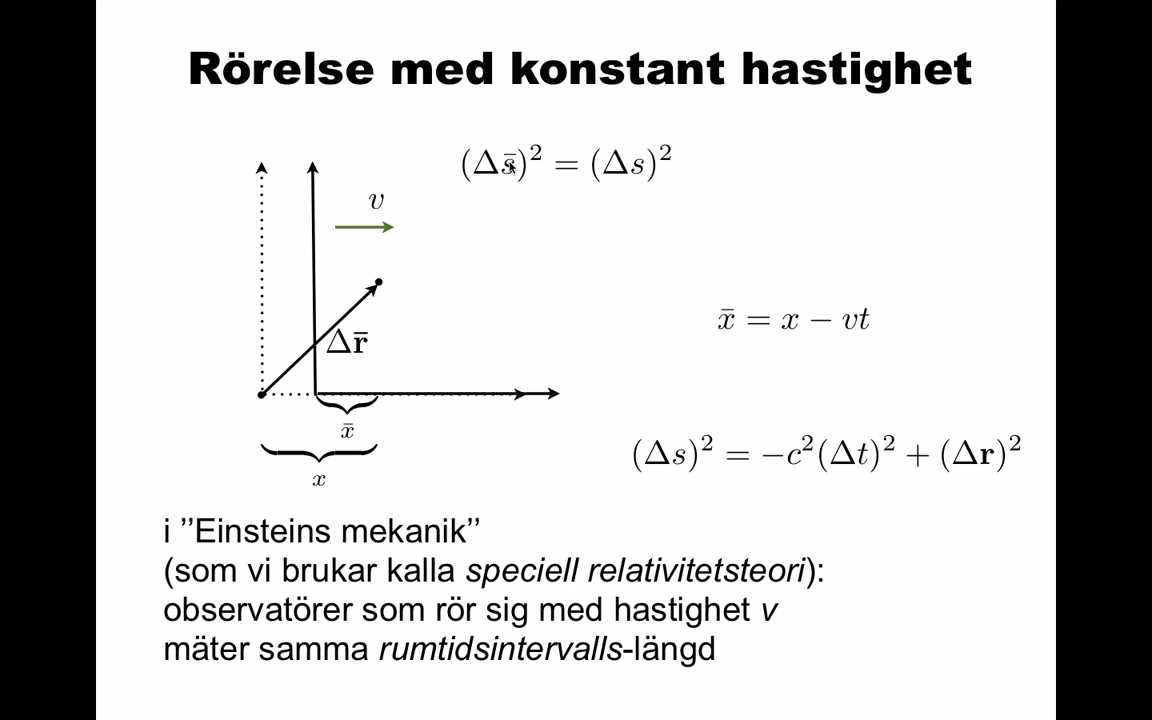 Rörelse med konstant hastighet
(Δs̄)² = (Δs)²
v
Δr̄
x̄ = x − vt
x̄
x
(Δs)² = −c²(Δt)² + (Δr)²
i ’’Einsteins mekanik’’
(som vi brukar kalla speciell relativitetsteori):
observatörer som rör sig med hastighet v
mäter samma rumtidsintervalls-längd